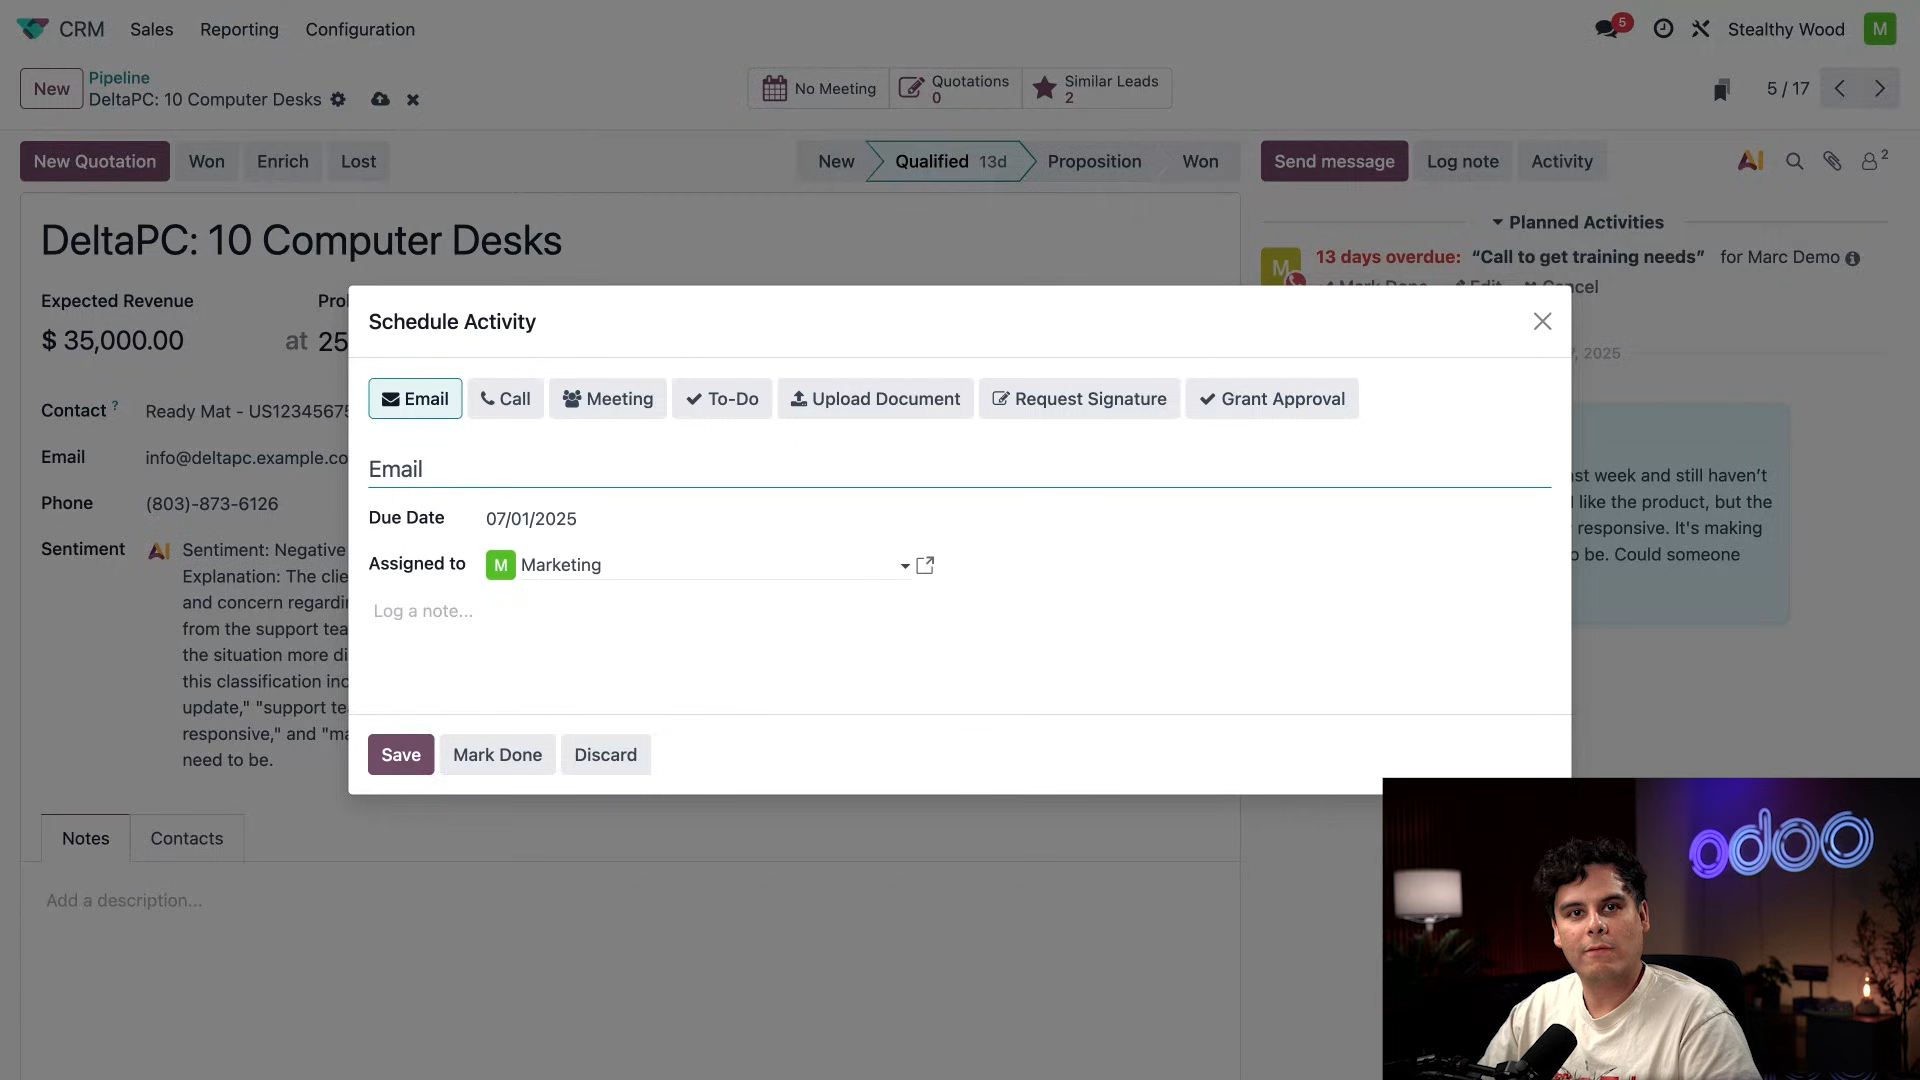 CRM Sales Reporting Configuration
5
Stealthy Wood M
New
Pipeline
DeltaPC: 10 Computer Desks
No Meeting
Quotations
0
Similar Leads
2
5 / 17
New Quotation Won Enrich Lost
New Qualified 13d Proposition Won
Send message Log note Activity
AI
2
DeltaPC: 10 Computer Desks
Planned Activities
M
13 days overdue: “Call to get training needs” for Marc Demo
Expected Revenue
$ 35,000.00
at 25
, 2025
Contact ?
Ready Mat - US1234567
Email
info@deltapc.example.co
Phone
(803)-873-6126
Sentiment
AI Sentiment: Negative
Explanation: The clie
and concern regardi
from the support tea
the situation more di
this classification inc
update," "support te
responsive," and "ma
need to be.
st week and still haven’t
like the product, but the
responsive. It's making
o be. Could someone
Schedule Activity
Email Call Meeting To-Do Upload Document Request Signature Grant Approval
Email
Due Date
07/01/2025
Assigned to
M Marketing
Log a note...
Save Mark Done Discard
Notes Contacts
Add a description...
odoo